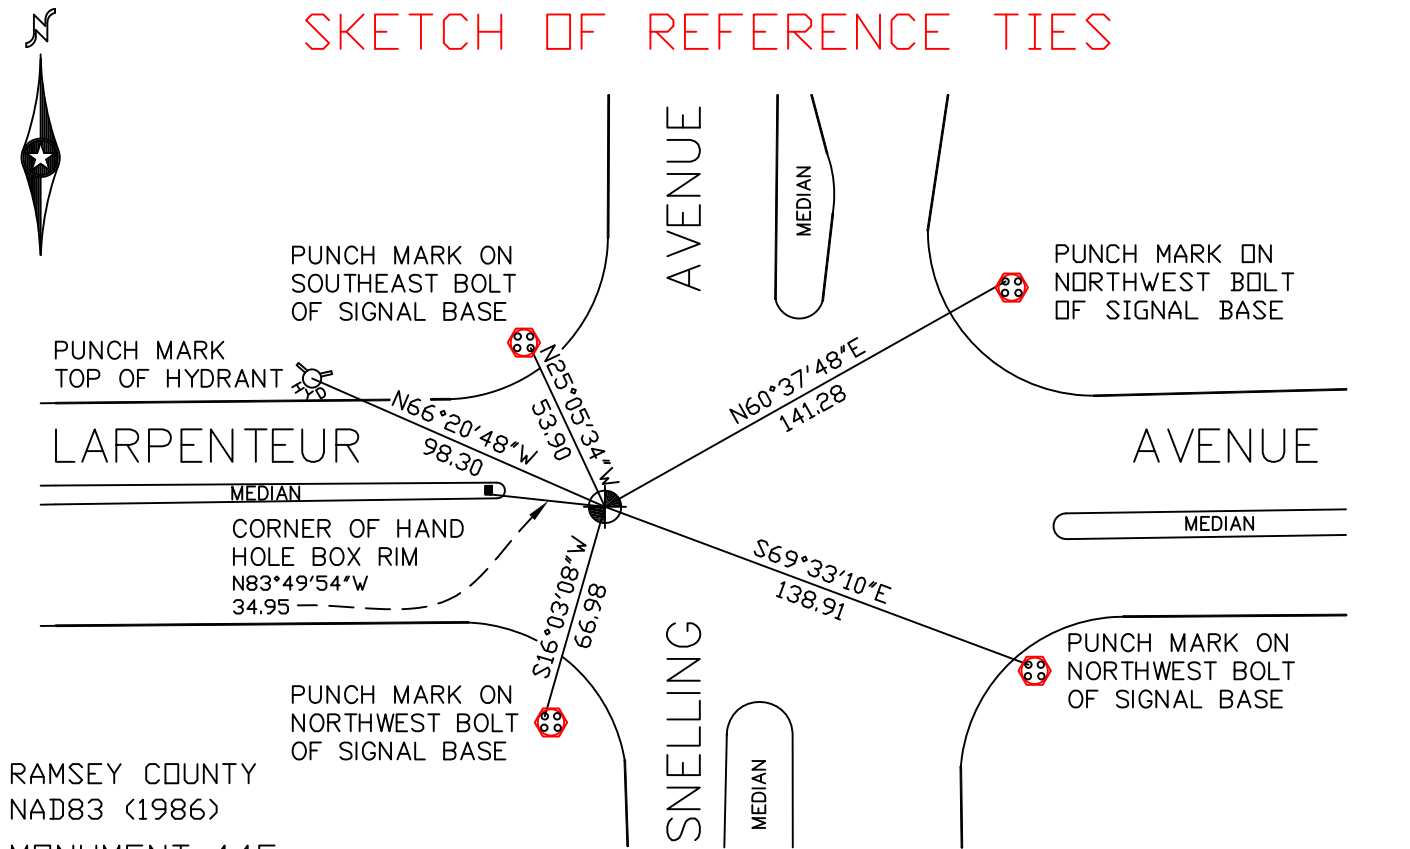 N
SKETCH OF REFERENCE TIES
AVENUE
MEDIAN
PUNCH MARK ON
SOUTHEAST BOLT
OF SIGNAL BASE
PUNCH MARK ON
NORTHWEST BOLT
OF SIGNAL BASE
PUNCH MARK
TOP OF HYDRANT
HYD
N66°20'48"W
98.30
N25°05'34"W
53.90
N60°37'48"E
141.28
LARPENTEUR
AVENUE
MEDIAN
MEDIAN
CORNER OF HAND
HOLE BOX RIM
N83°49'54"W
34.95
S16°03'08"W
66.98
S69°33'10"E
138.91
PUNCH MARK ON
NORTHWEST BOLT
OF SIGNAL BASE
PUNCH MARK ON
NORTHWEST BOLT
OF SIGNAL BASE
SNELLING
MEDIAN
RAMSEY COUNTY
NAD83 (1986)
MONUMENT